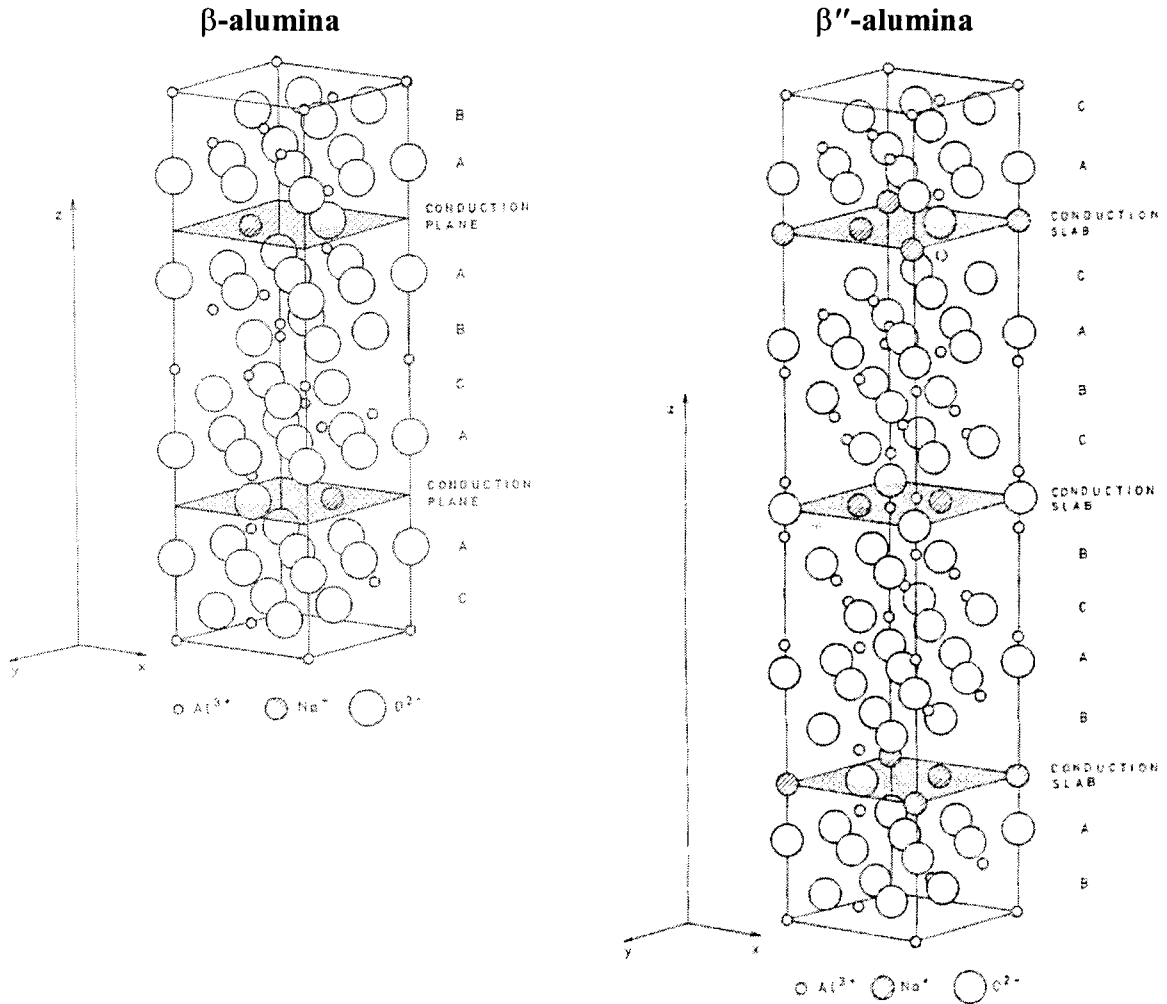 β-alumina
B
A
z
CONDUCTION
PLANE
A
B
C
A
CONDUCTION
PLANE
A
C
y
x
Al³⁺ Na⁺ O²⁻
β″-alumina
C
A
CONDUCTION
SLAB
C
A
B
z
C
CONDUCTION
SLAB
B
C
A
B
CONDUCTION
SLAB
A
B
y
x
Al³⁺ Na⁺ O²⁻